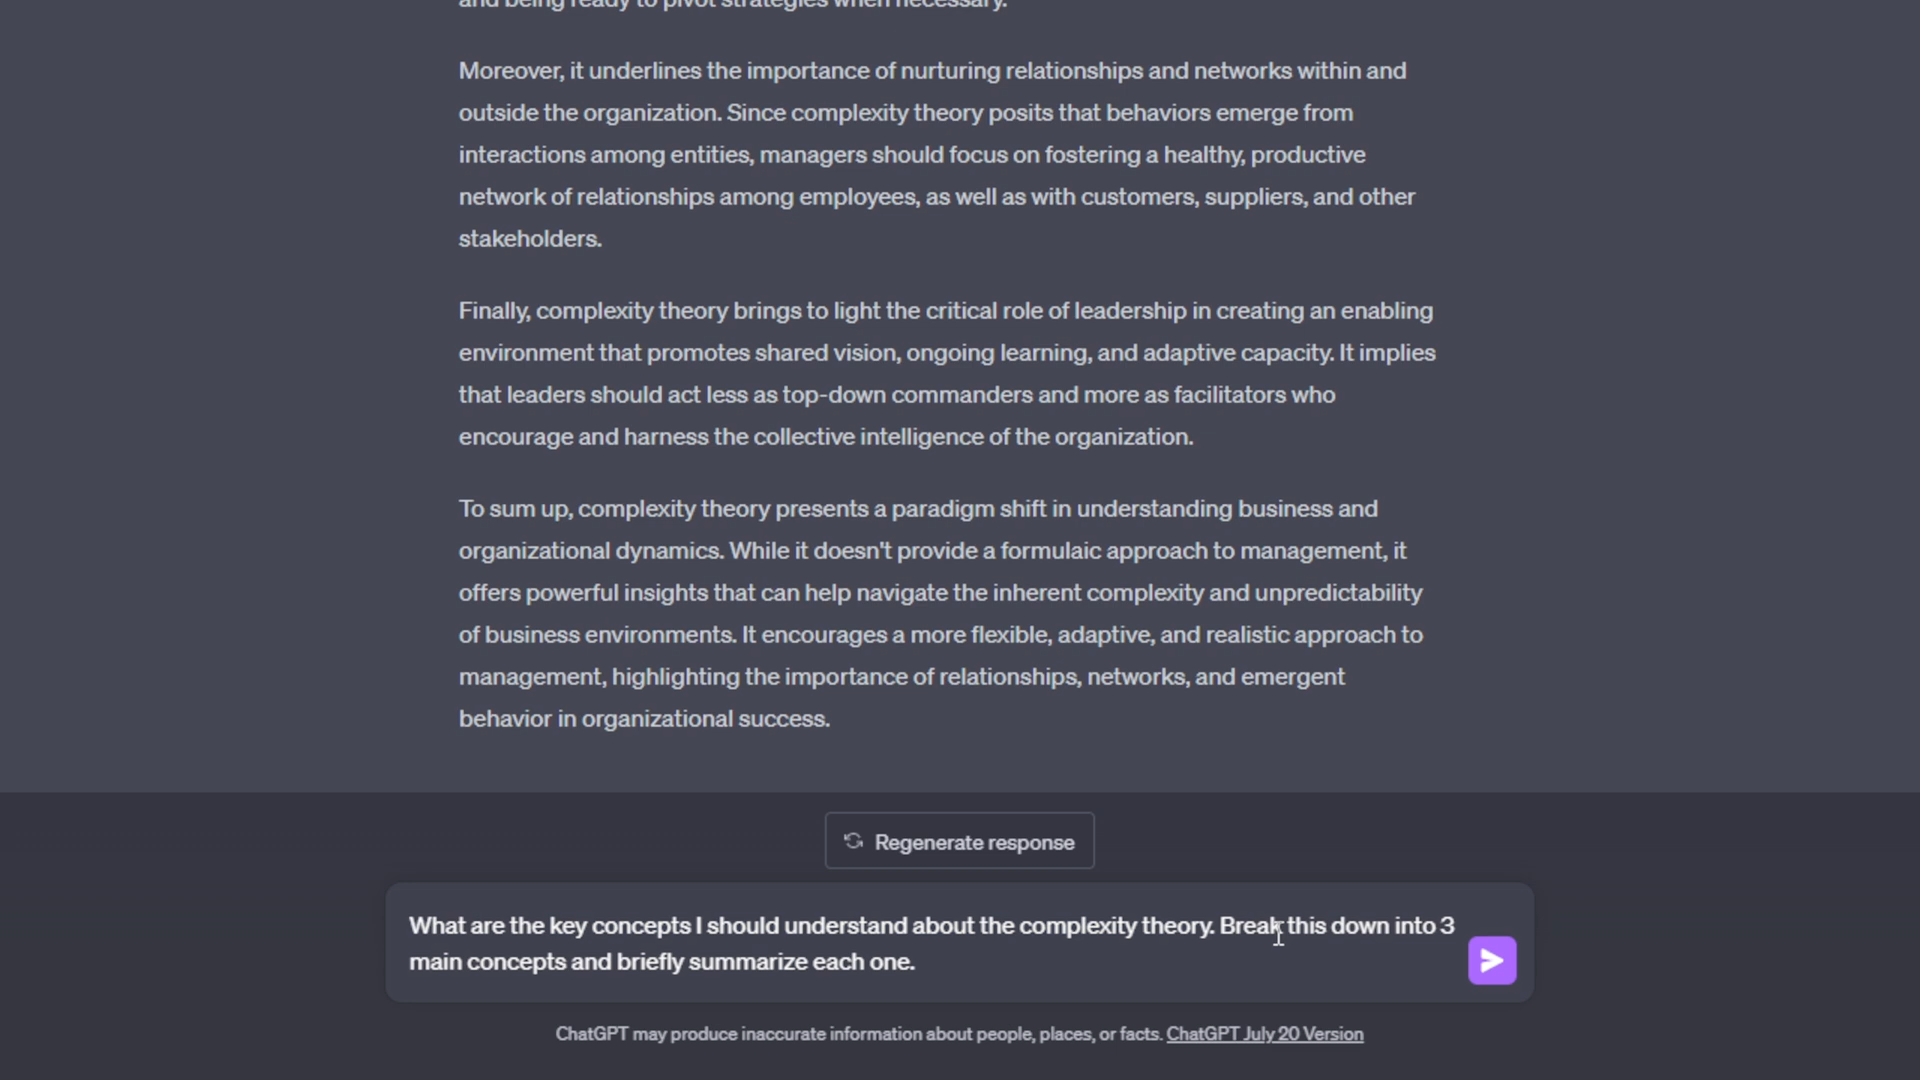 and being ready to pivot strategies when necessary.
Moreover, it underlines the importance of nurturing relationships and networks within and
outside the organization. Since complexity theory posits that behaviors emerge from
interactions among entities, managers should focus on fostering a healthy, productive
network of relationships among employees, as well as with customers, suppliers, and other
stakeholders.
Finally, complexity theory brings to light the critical role of leadership in creating an enabling
environment that promotes shared vision, ongoing learning, and adaptive capacity. It implies
that leaders should act less as top-down commanders and more as facilitators who
encourage and harness the collective intelligence of the organization.
To sum up, complexity theory presents a paradigm shift in understanding business and
organizational dynamics. While it doesn't provide a formulaic approach to management, it
offers powerful insights that can help navigate the inherent complexity and unpredictability
of business environments. It encourages a more flexible, adaptive, and realistic approach to
management, highlighting the importance of relationships, networks, and emergent
behavior in organizational success.
Regenerate response
What are the key concepts I should understand about the complexity theory. Break this down into 3
main concepts and briefly summarize each one.
ChatGPT may produce inaccurate information about people, places, or facts. ChatGPT July 20 Version